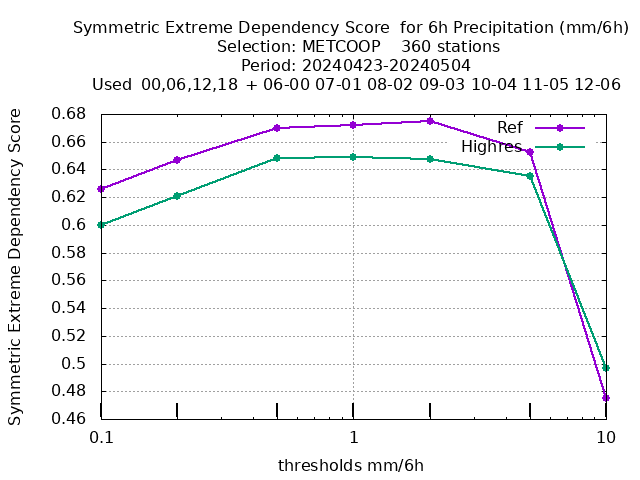 Symmetric Extreme Dependency Score  for 6h Precipitation (mm/6h)
Selection: METCOOP    360 stations
Period: 20240423-20240504
Used  00,06,12,18  + 06-00 07-01 08-02 09-03 10-04 11-05 12-06
Symmetric Extreme Dependency Score
0.68
0.66
0.64
0.62
0.6
0.58
0.56
0.54
0.52
0.5
0.48
0.46
Ref
Highres
0.1
1
10
thresholds mm/6h